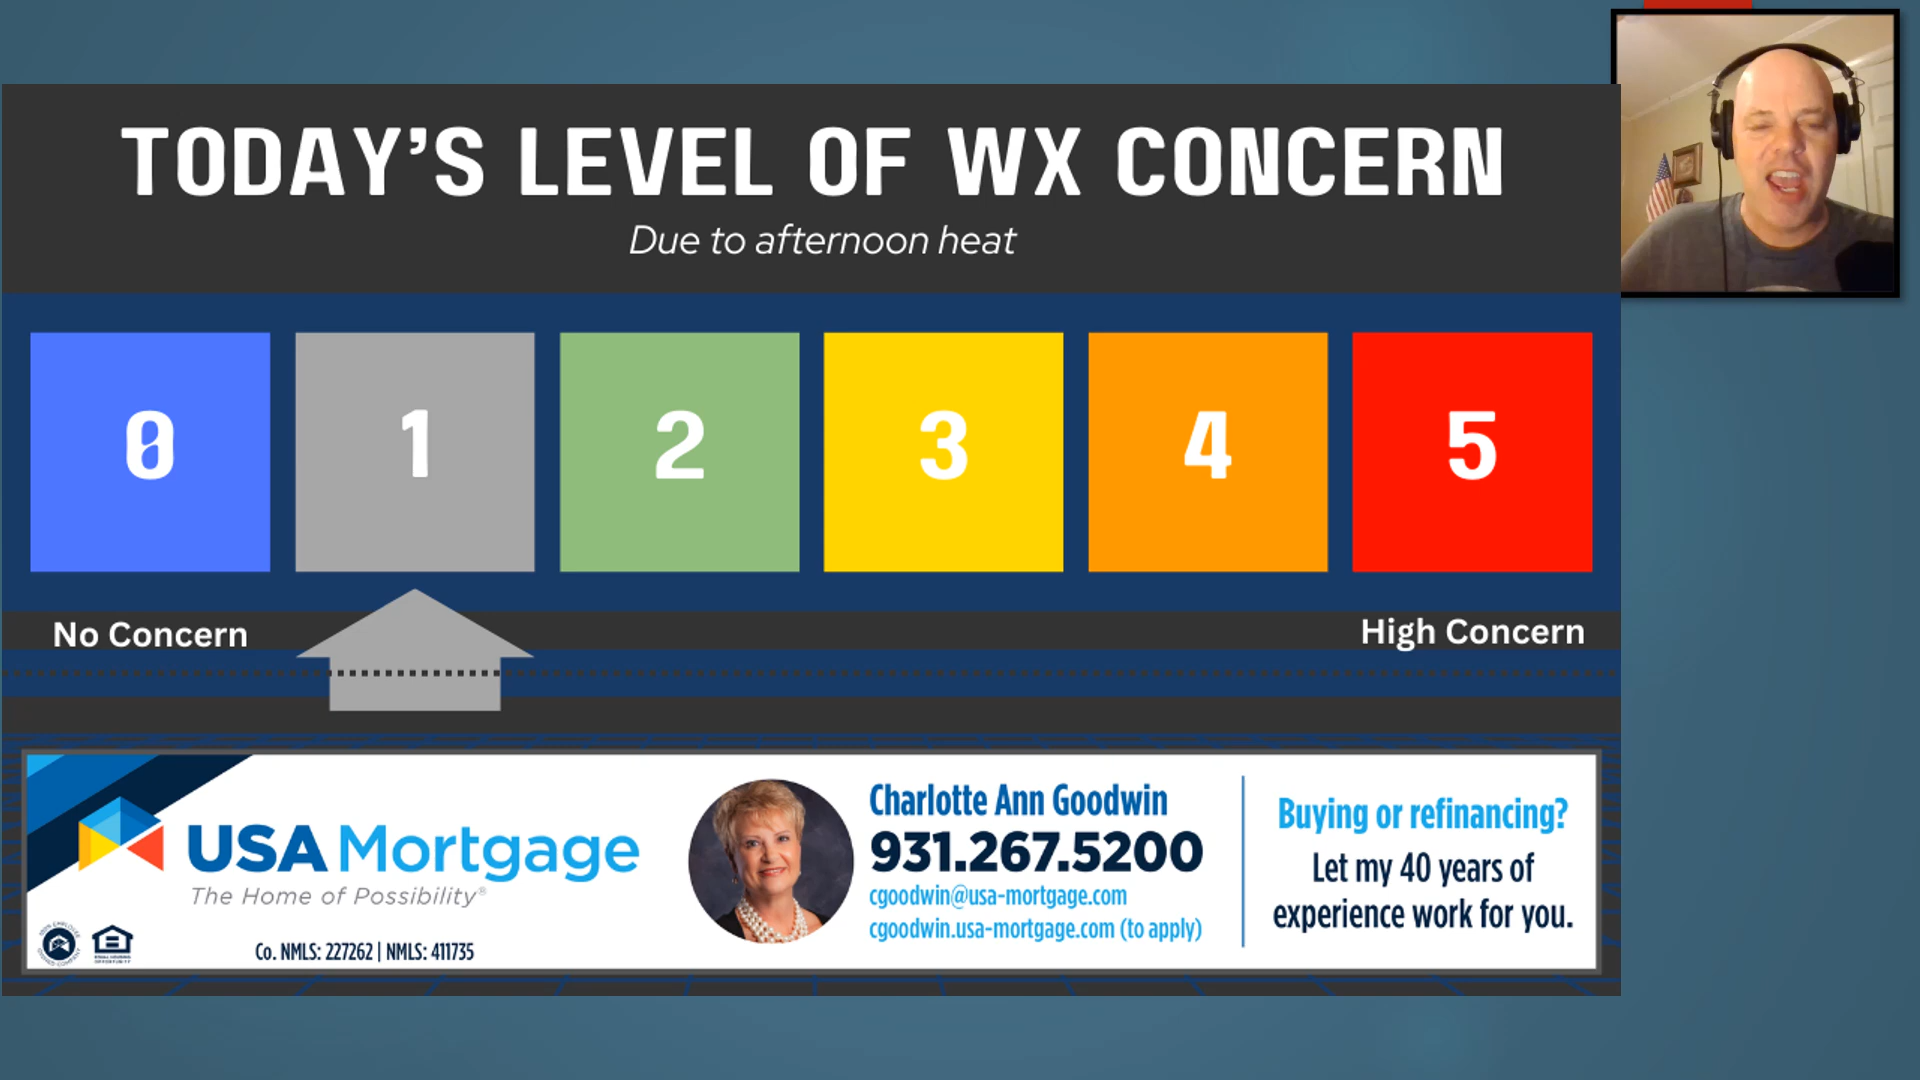 TODAY'S LEVEL OF WX CONCERN
Due to afternoon heat
0 1 2 3 4 5
No Concern
High Concern
USA Mortgage
The Home of Possibility®
Co. NMLS: 227262 | NMLS: 411735
Charlotte Ann Goodwin
931.267.5200
cgoodwin@usa-mortgage.com
cgoodwin.usa-mortgage.com (to apply)
Buying or refinancing?
Let my 40 years of
experience work for you.
EQUAL HOUSING
OPPORTUNITY